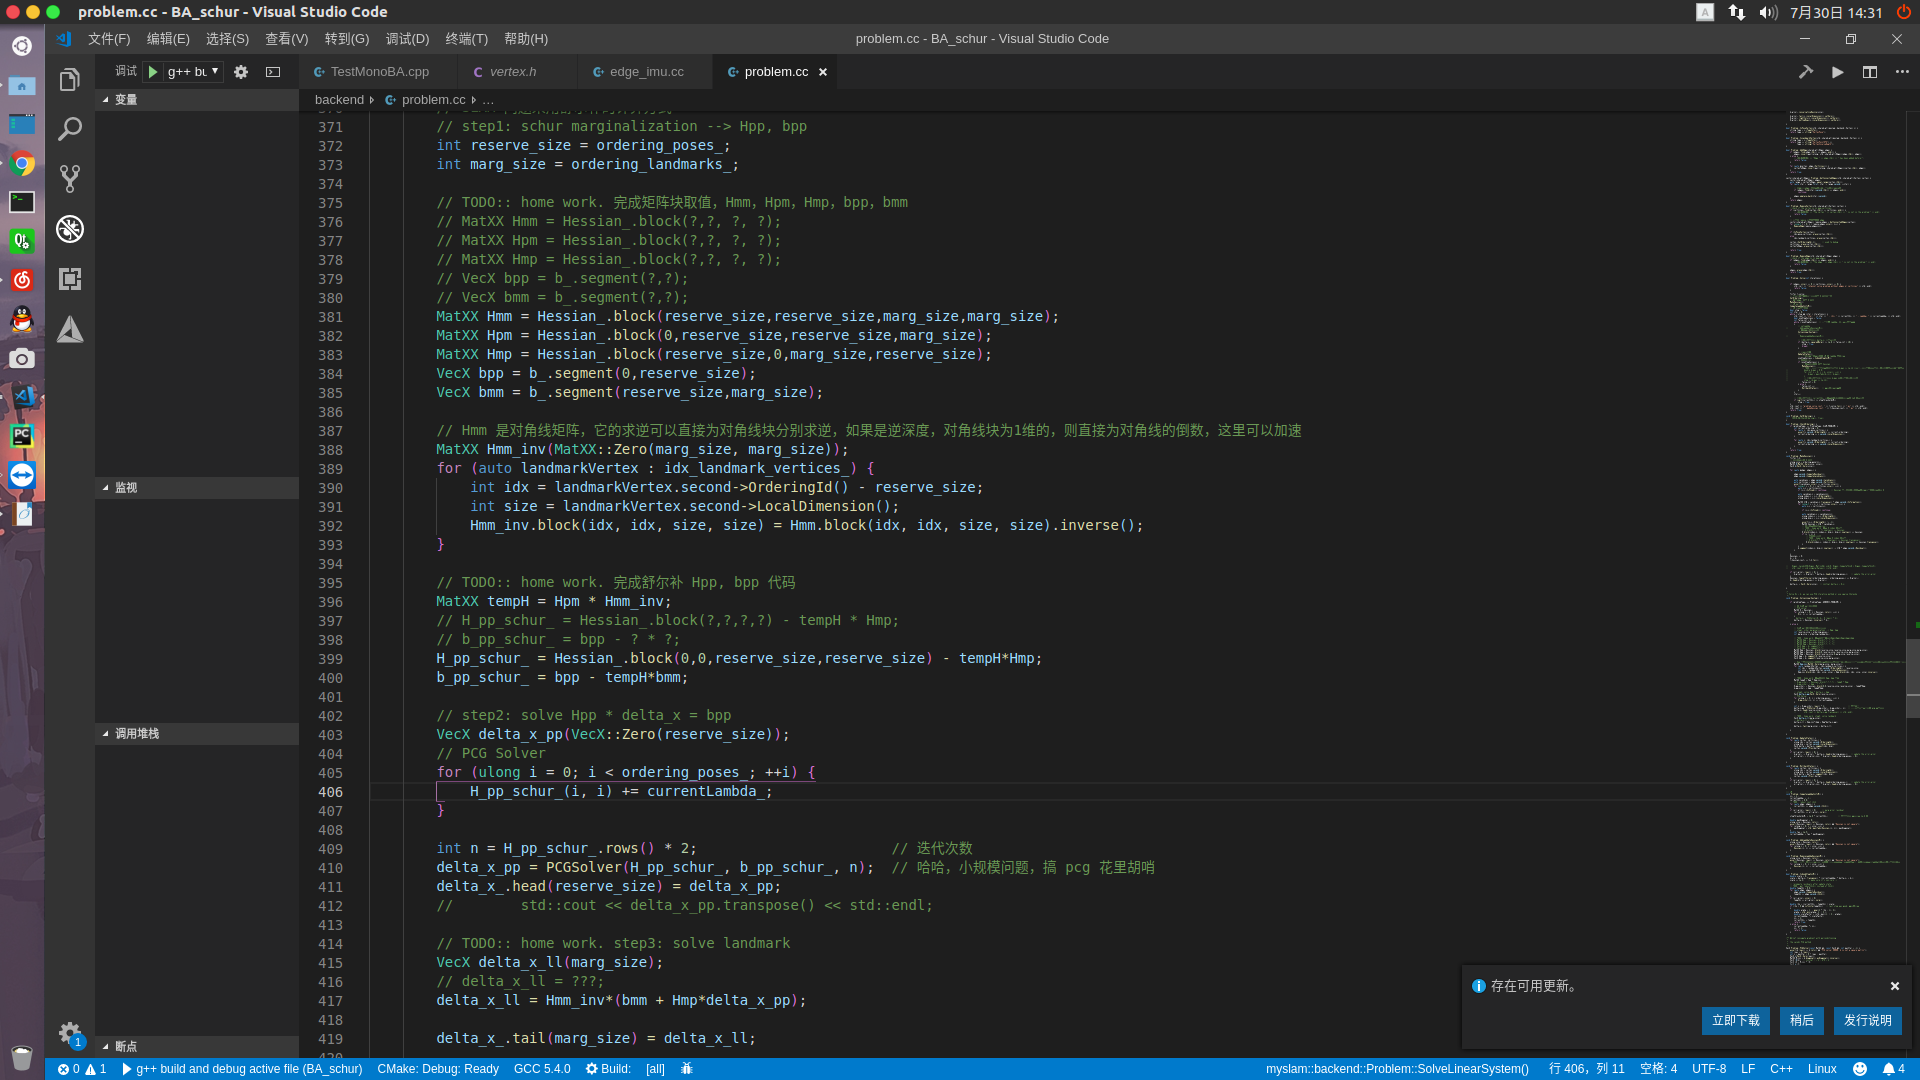 problem.cc - BA_schur - Visual Studio Code
7月30日 14:31
文件(F) 编辑(E) 选择(S) 查看(V) 转到(G) 调试(D) 终端(T) 帮助(H)
problem.cc - BA_schur - Visual Studio Code
调试 g++ bu
TestMonoBA.cpp
vertex.h
edge_imu.cc
problem.cc
变量
backend problem.cc …
371 // step1: schur marginalization --> Hpp, bpp
372 int reserve_size = ordering_poses_;
373 int marg_size = ordering_landmarks_;
374
375 // TODO:: home work. 完成矩阵块取值，Hmm，Hpm，Hmp，bpp，bmm
376 // MatXX Hmm = Hessian_.block(?,?, ?, ?);
377 // MatXX Hpm = Hessian_.block(?,?, ?, ?);
378 // MatXX Hmp = Hessian_.block(?,?, ?, ?);
379 // VecX bpp = b_.segment(?,?);
380 // VecX bmm = b_.segment(?,?);
381 MatXX Hmm = Hessian_.block(reserve_size,reserve_size,marg_size,marg_size);
382 MatXX Hpm = Hessian_.block(0,reserve_size,reserve_size,marg_size);
383 MatXX Hmp = Hessian_.block(reserve_size,0,marg_size,reserve_size);
384 VecX bpp = b_.segment(0,reserve_size);
385 VecX bmm = b_.segment(reserve_size,marg_size);
386
387 // Hmm 是对角线矩阵，它的求逆可以直接为对角线块分别求逆，如果是逆深度，对角线块为1维的，则直接为对角线的倒数，这里可以加速
388 MatXX Hmm_inv(MatXX::Zero(marg_size, marg_size));
389 for (auto landmarkVertex : idx_landmark_vertices_) {
390 int idx = landmarkVertex.second->OrderingId() - reserve_size;
391 int size = landmarkVertex.second->LocalDimension();
392 Hmm_inv.block(idx, idx, size, size) = Hmm.block(idx, idx, size, size).inverse();
393 }
394
395 // TODO:: home work. 完成舒尔补 Hpp, bpp 代码
396 MatXX tempH = Hpm * Hmm_inv;
397 // H_pp_schur_ = Hessian_.block(?,?,?,?) - tempH * Hmp;
398 // b_pp_schur_ = bpp - ? * ?;
399 H_pp_schur_ = Hessian_.block(0,0,reserve_size,reserve_size) - tempH*Hmp;
400 b_pp_schur_ = bpp - tempH*bmm;
401
402 // step2: solve Hpp * delta_x = bpp
403 VecX delta_x_pp(VecX::Zero(reserve_size));
404 // PCG Solver
405 for (ulong i = 0; i < ordering_poses_; ++i) {
406 H_pp_schur_(i, i) += currentLambda_;
407 }
408
409 int n = H_pp_schur_.rows() * 2; // 迭代次数
410 delta_x_pp = PCGSolver(H_pp_schur_, b_pp_schur_, n); // 哈哈，小规模问题，搞 pcg 花里胡哨
411 delta_x_.head(reserve_size) = delta_x_pp;
412 // std::cout << delta_x_pp.transpose() << std::endl;
413
414 // TODO:: home work. step3: solve landmark
415 VecX delta_x_ll(marg_size);
416 // delta_x_ll = ???;
417 delta_x_ll = Hmm_inv*(bmm + Hmp*delta_x_pp);
418
419 delta_x_.tail(marg_size) = delta_x_ll;
监视
调用堆栈
断点
存在可用更新。
立即下载 稍后 发行说明
1
0 1 g++ build and debug active file (BA_schur) CMake: Debug: Ready GCC 5.4.0 Build: [all]
myslam::backend::Problem::SolveLinearSystem() 行 406，列 11 空格: 4 UTF-8 LF C++ Linux 4